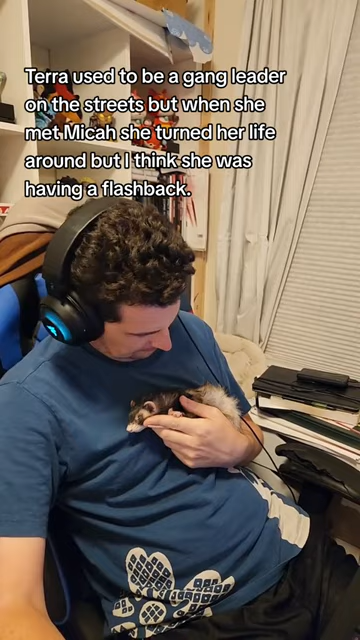 Terra used to be a gang leader
on the streets but when she
met Micah she turned her life
around but I think she was
having a flashback.